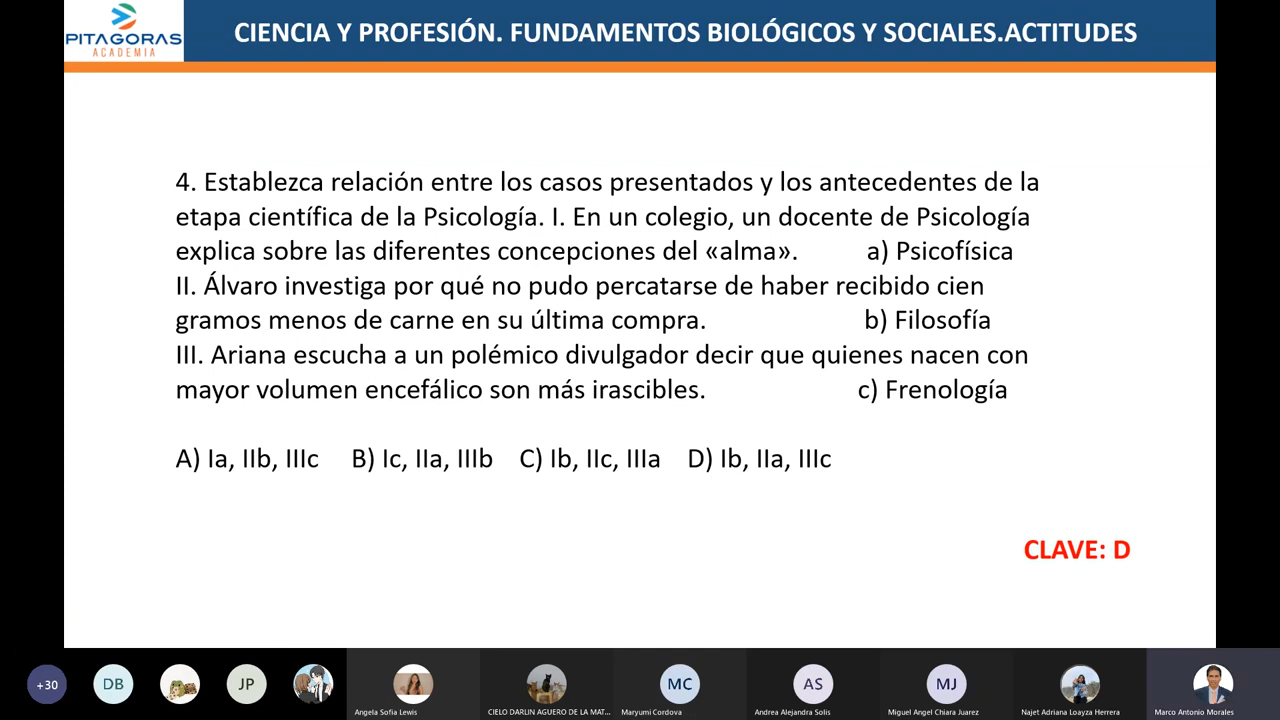 PITAGORAS
ACADEMIA
CIENCIA Y PROFESIÓN. FUNDAMENTOS BIOLÓGICOS Y SOCIALES.ACTITUDES
4. Establezca relación entre los casos presentados y los antecedentes de la
etapa científica de la Psicología. I. En un colegio, un docente de Psicología
explica sobre las diferentes concepciones del «alma». a) Psicofísica
II. Álvaro investiga por qué no pudo percatarse de haber recibido cien
gramos menos de carne en su última compra. b) Filosofía
III. Ariana escucha a un polémico divulgador decir que quienes nacen con
mayor volumen encefálico son más irascibles. c) Frenología
A) Ia, IIb, IIIc B) Ic, IIa, IIIb C) Ib, IIc, IIIa D) Ib, IIa, IIIc
CLAVE: D
+30 DB JP MC AS MJ
Angela Sofia Lewis CIELO DARLIN AGUERO DE LA MAT... Maryumi Cordova Andrea Alejandra Solis Miguel Angel Chiara Juarez Najet Adriana Loayza Herrera Marco Antonio Morales